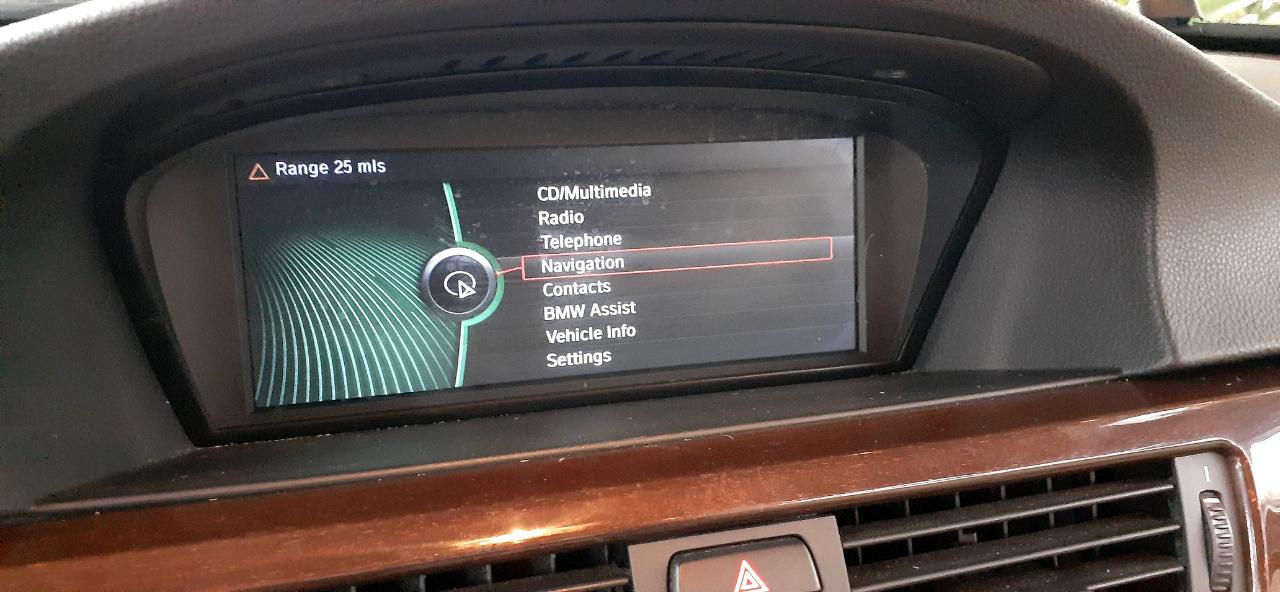 Range 25 mls
CD/Multimedia
Radio
Telephone
Navigation
Contacts
BMW Assist
Vehicle Info
Settings